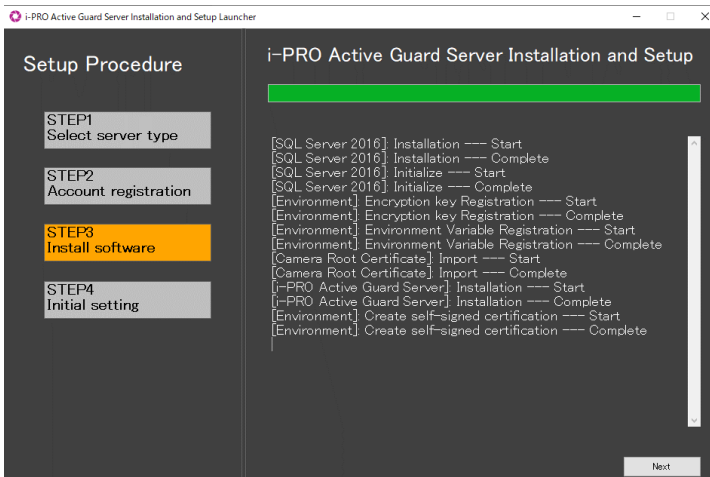 i-PRO Active Guard Server Installation and Setup Launcher
Setup Procedure
STEP1
Select server type
STEP2
Account registration
STEP3
Install software
STEP4
Initial setting
i-PRO Active Guard Server Installation and Setup
[SQL Server 2016]: Installation --- Start
[SQL Server 2016]: Installation --- Complete
[SQL Server 2016]: Initialize --- Start
[SQL Server 2016]: Initialize --- Complete
[Environment]: Encryption key Registration --- Start
[Environment]: Encryption key Registration --- Complete
[Environment]: Environment Variable Registration --- Start
[Environment]: Environment Variable Registration --- Complete
[Camera Root Certificate]: Import --- Start
[Camera Root Certificate]: Import --- Complete
[i-PRO Active Guard Server]: Installation --- Start
[i-PRO Active Guard Server]: Installation --- Complete
[Environment]: Create self-signed certification --- Start
[Environment]: Create self-signed certification --- Complete
Next